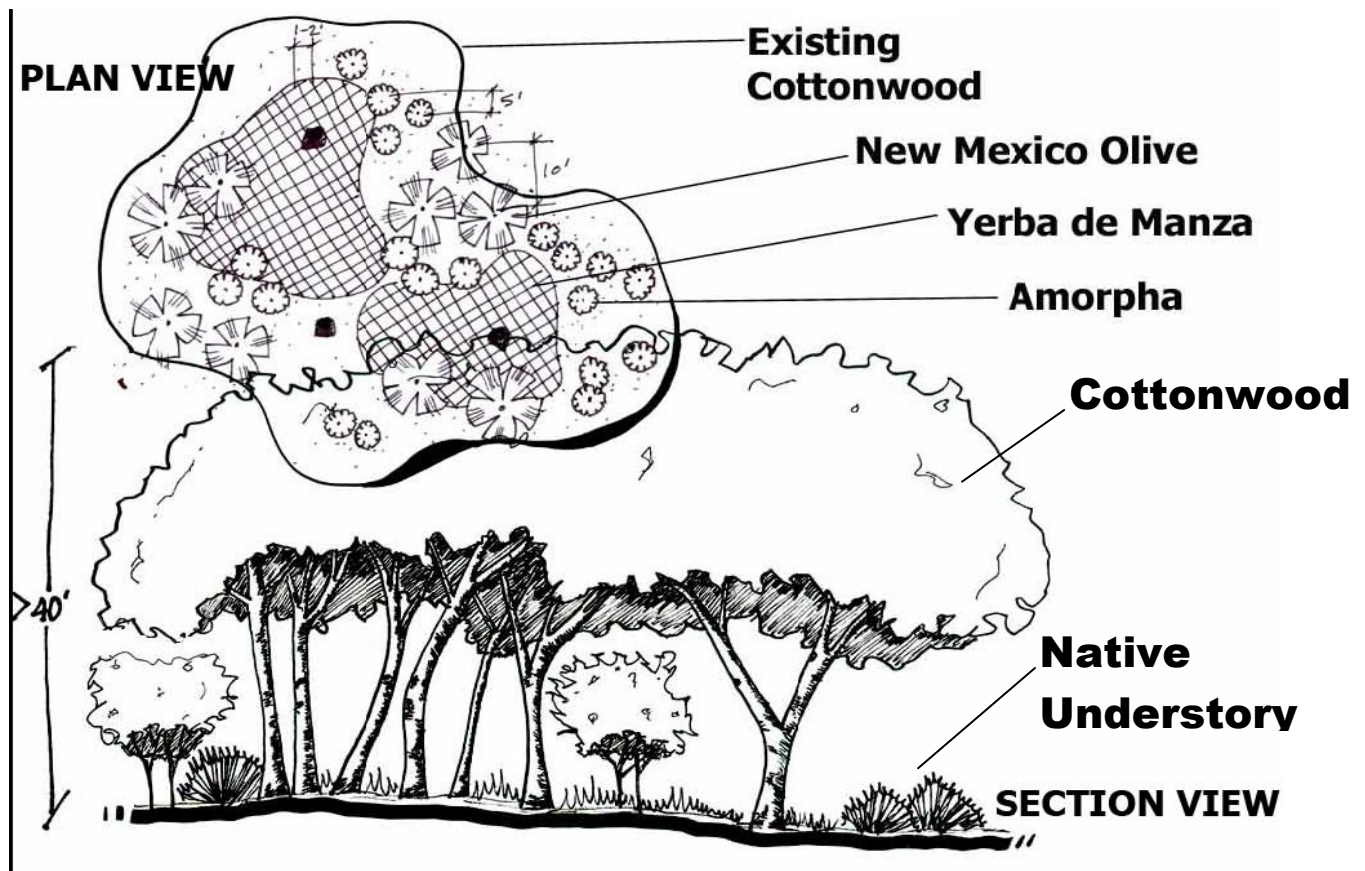 PLAN VIEW
1-2'
Existing
Cottonwood
5'
10'
New Mexico Olive
Yerba de Manza
Amorpha
Cottonwood
40'
Native
Understory
SECTION VIEW